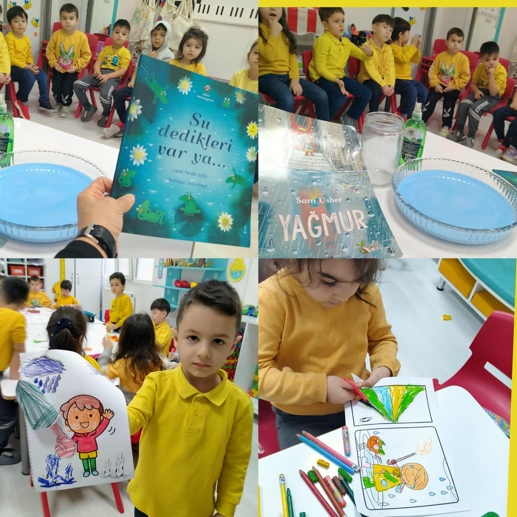 Su
dedikleri
var ya...
Sam Usher
YAĞMUR